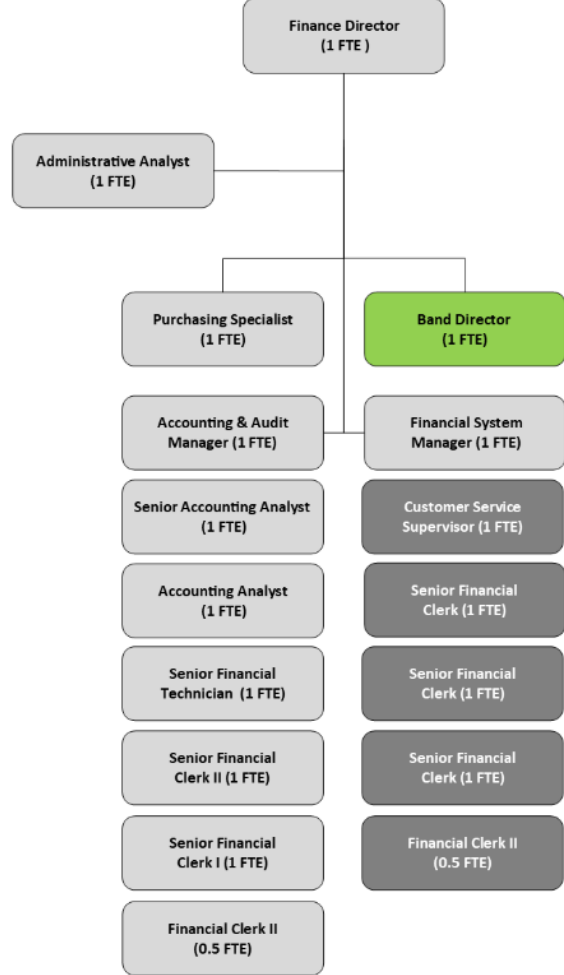 Finance Director
(1 FTE )
Administrative Analyst
(1 FTE)
Purchasing Specialist
(1 FTE)
Band Director
(1 FTE)
Accounting & Audit
Manager (1 FTE)
Financial System
Manager (1 FTE)
Senior Accounting Analyst
(1 FTE)
Customer Service
Supervisor (1 FTE)
Accounting Analyst
(1 FTE)
Senior Financial
Clerk (1 FTE)
Senior Financial
Technician (1 FTE)
Senior Financial
Clerk (1 FTE)
Senior Financial
Clerk II (1 FTE)
Senior Financial
Clerk (1 FTE)
Senior Financial
Clerk I (1 FTE)
Financial Clerk II
(0.5 FTE)
Financial Clerk II
(0.5 FTE)